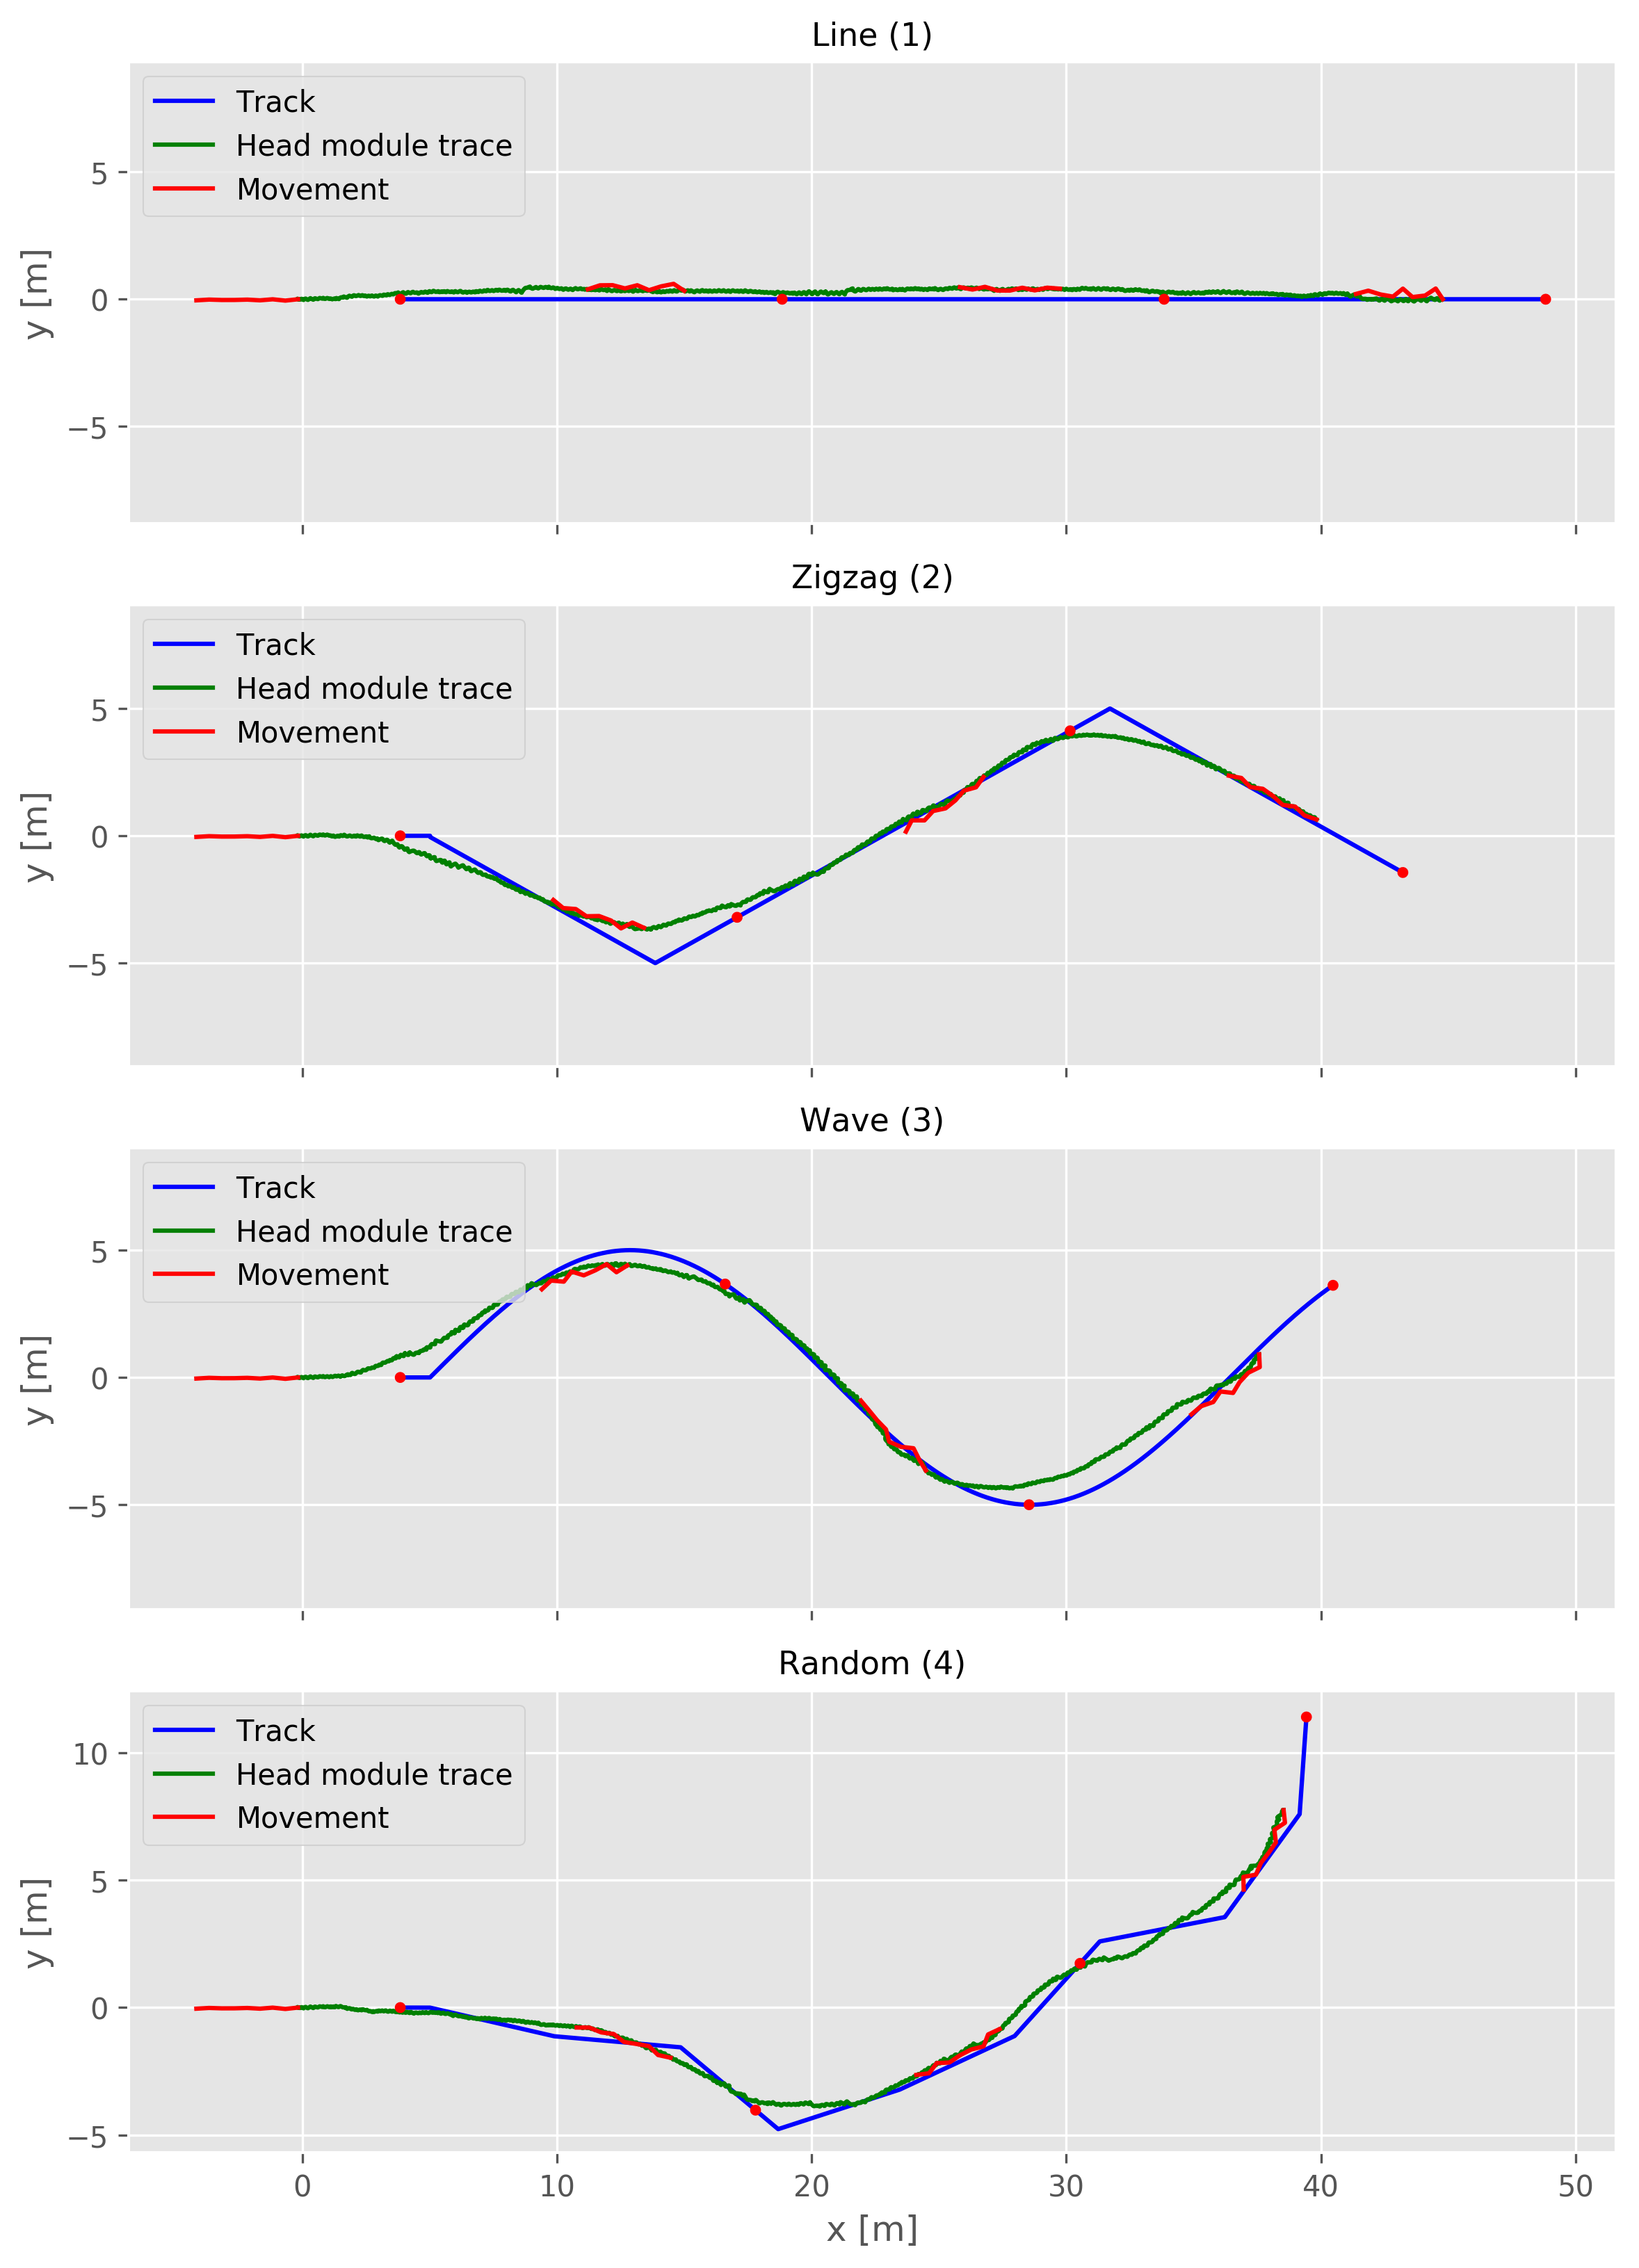 Line (1)
Track
Head module trace
Movement
5
0
−5
y [m]
Zigzag (2)
Track
Head module trace
Movement
5
0
−5
y [m]
Wave (3)
Track
Head module trace
Movement
5
0
−5
y [m]
Random (4)
Track
Head module trace
Movement
10
5
0
−5
y [m]
0 10 20 30 40 50
x [m]